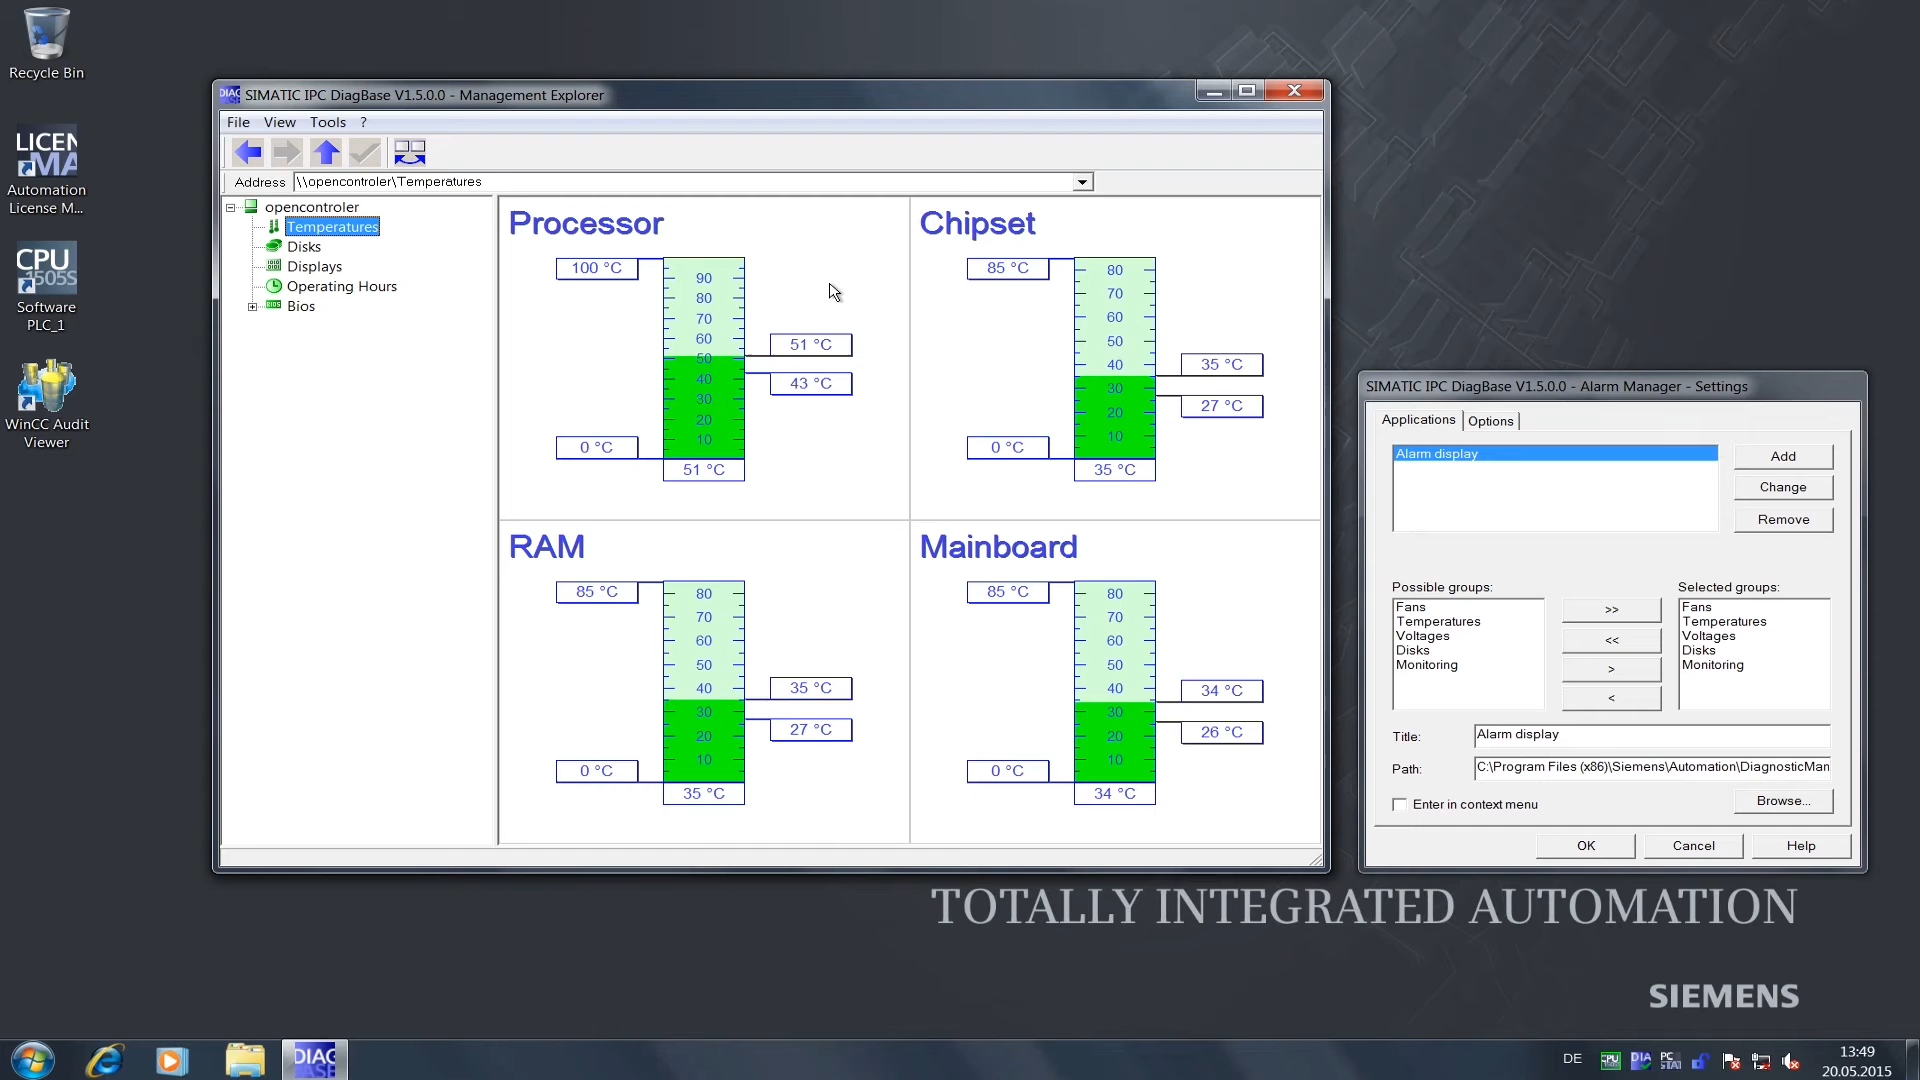 Recycle Bin
LICEN
MA
Automation
License M...
CPU
1505S
Software
PLC_1
WinCC Audit
Viewer
SIMATIC IPC DiagBase V1.5.0.0 - Management Explorer
File View Tools ?
Address \\opencontroler\Temperatures
opencontroler
Temperatures
Disks
Displays
Operating Hours
Bios
Processor
100 °C
90
80
70
60
50
40
30
20
10
51 °C
43 °C
0 °C
51 °C
Chipset
85 °C
80
70
60
50
40
30
20
10
35 °C
27 °C
0 °C
35 °C
RAM
85 °C
80
70
60
50
40
30
20
10
35 °C
27 °C
0 °C
35 °C
Mainboard
85 °C
80
70
60
50
40
30
20
10
34 °C
26 °C
0 °C
34 °C
SIMATIC IPC DiagBase V1.5.0.0 - Alarm Manager - Settings
Applications Options
Alarm display
Add
Change
Remove
Possible groups:
Fans
Temperatures
Voltages
Disks
Monitoring
>>
<<
>
<
Selected groups:
Fans
Temperatures
Voltages
Disks
Monitoring
Title: Alarm display
Path: C:\Program Files (x86)\Siemens\Automation\DiagnosticMan
Enter in context menu
Browse...
OK Cancel Help
TOTALLY INTEGRATED AUTOMATION
SIEMENS
DIAG
DE
13:49
20.05.2015